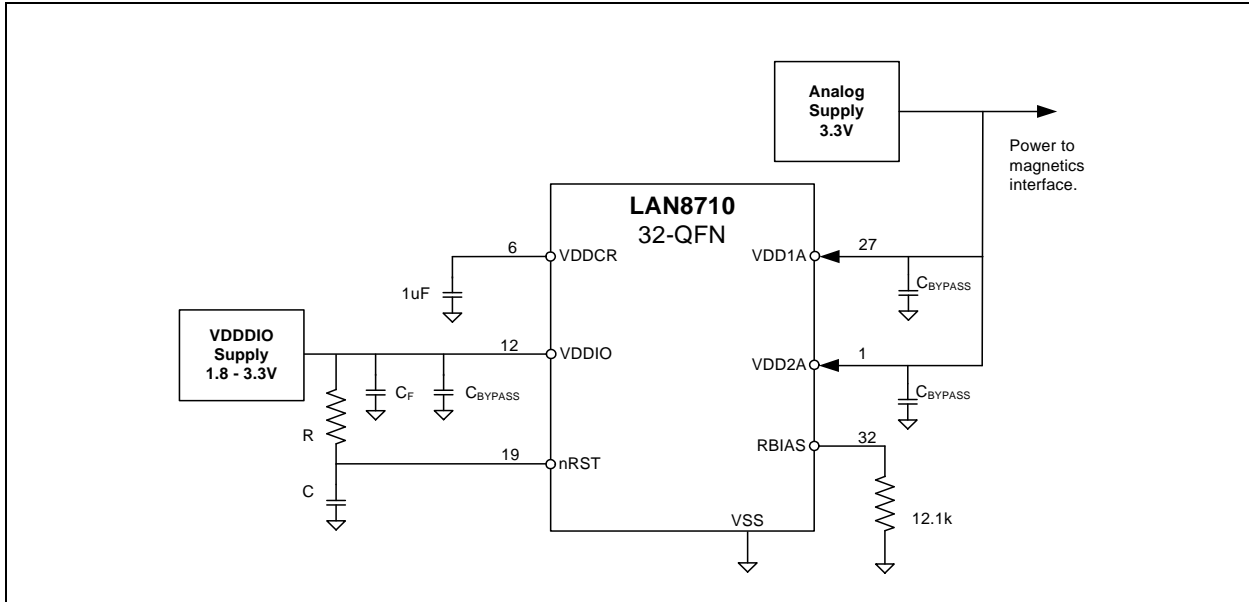 Analog
Supply
3.3V
Power to
magnetics
interface.
LAN8710
32-QFN
6
VDDCR
VDD1A
27
1uF
CBYPASS
VDDDIO
Supply
1.8 - 3.3V
12
VDDIO
VDD2A
1
CF
CBYPASS
CBYPASS
R
RBIAS
32
19
nRST
C
12.1k
VSS